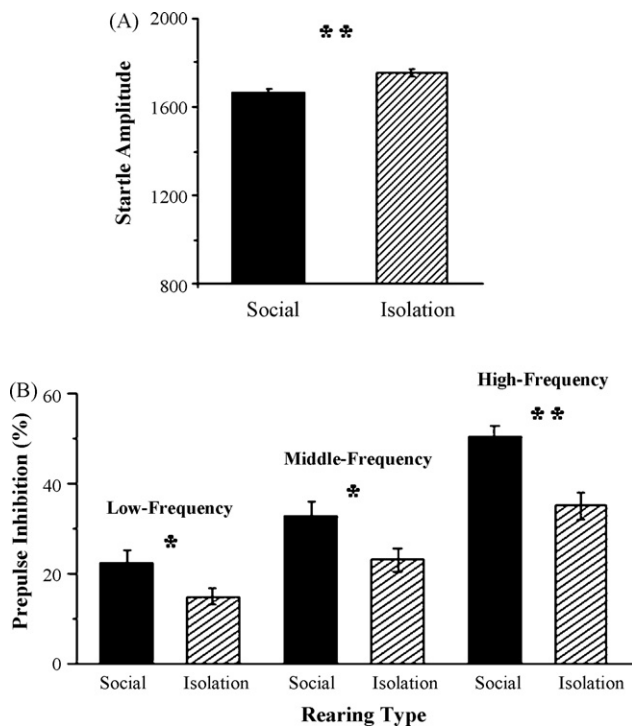 (A)
2000
**
1600
1200
800
Startle Amplitude
Social Isolation
(B)
60
High-Frequency
**
Middle-Frequency
*
40
Low-Frequency
*
20
0
Prepulse Inhibition (%)
Social Isolation Social Isolation Social Isolation
Rearing Type